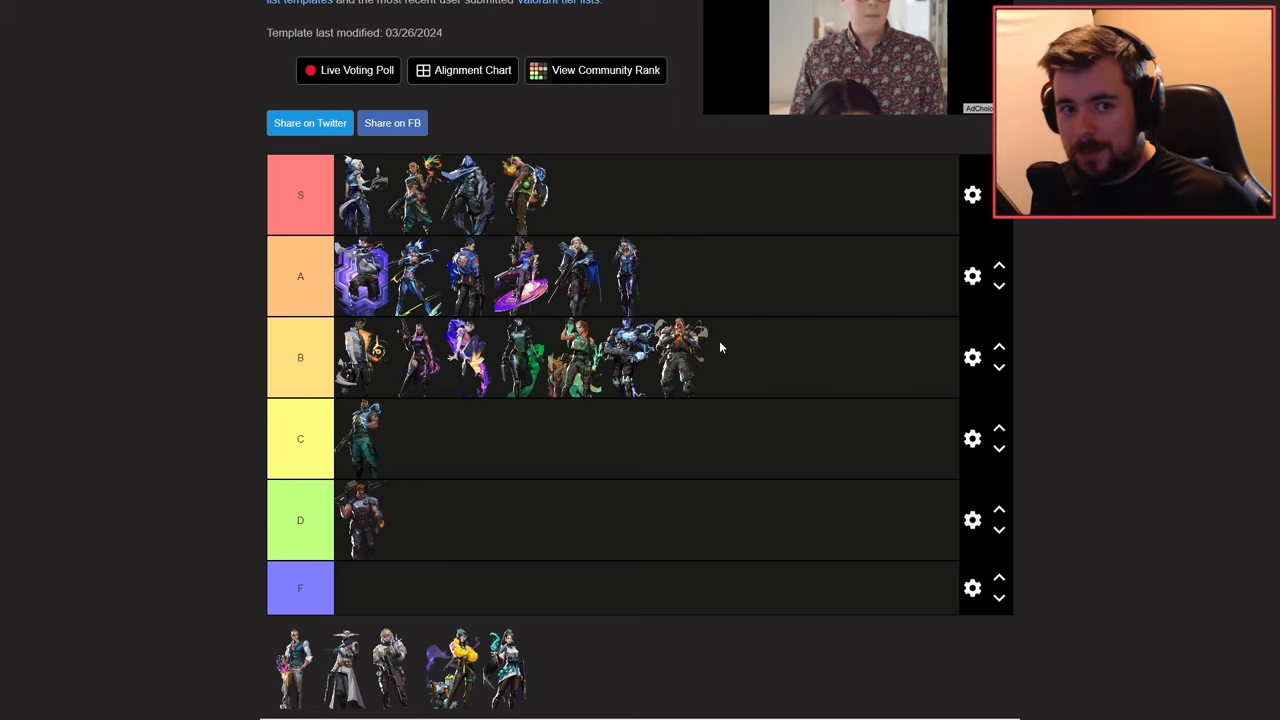 list templates and the most recent user submitted Valorant tier lists.
Template last modified: 03/26/2024
Live Voting Poll
Alignment Chart
View Community Rank
AdChoic
Share on Twitter
Share on FB
S
A
B
C
D
F